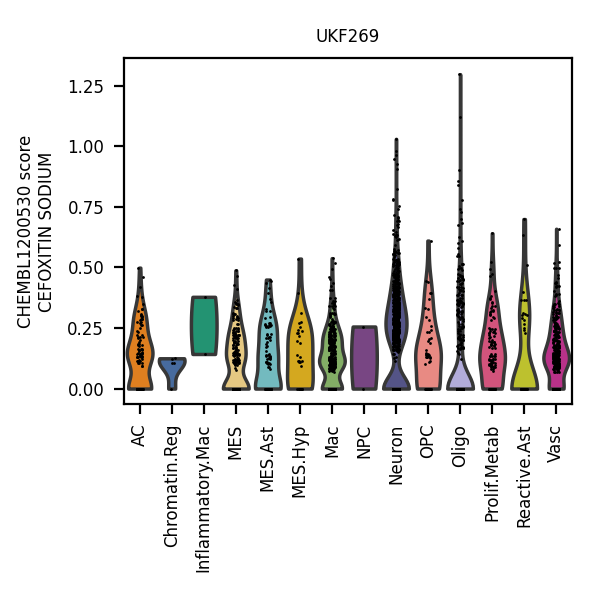 UKF269
CHEMBL1200530 score
CEFOXITIN SODIUM
1.25
1.00
0.75
0.50
0.25
0.00
AC
Chromatin.Reg
Inflammatory.Mac
MES
MES.Ast
MES.Hyp
Mac
NPC
Neuron
OPC
Oligo
Prolif.Metab
Reactive.Ast
Vasc